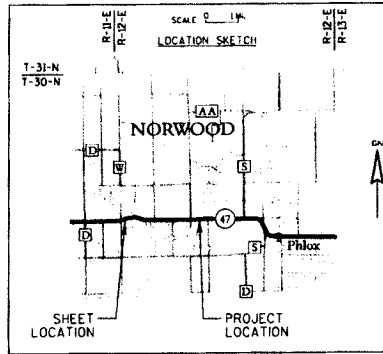 R-11-E
R-12-E
SCALE 0 1 Mi.
R-12-E
R-13-E
LOCATION SKETCH
T-31-N
T-30-N
AA
NORWOOD
D
W
S
47
D
S
Phlox
D
SHEET LOCATION
PROJECT LOCATION